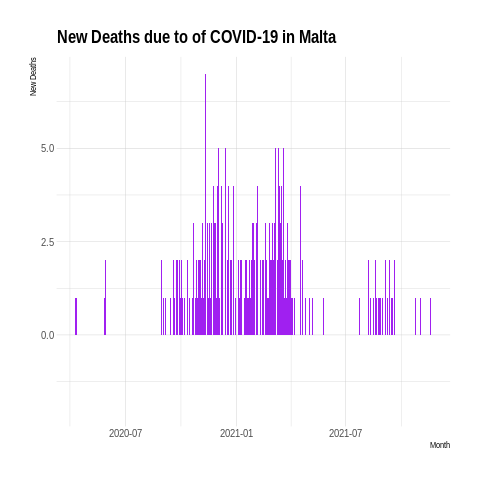 New Deaths due to of COVID-19 in Malta
New Deaths
5.0
2.5
0.0
2020-07 2021-01 2021-07
Month